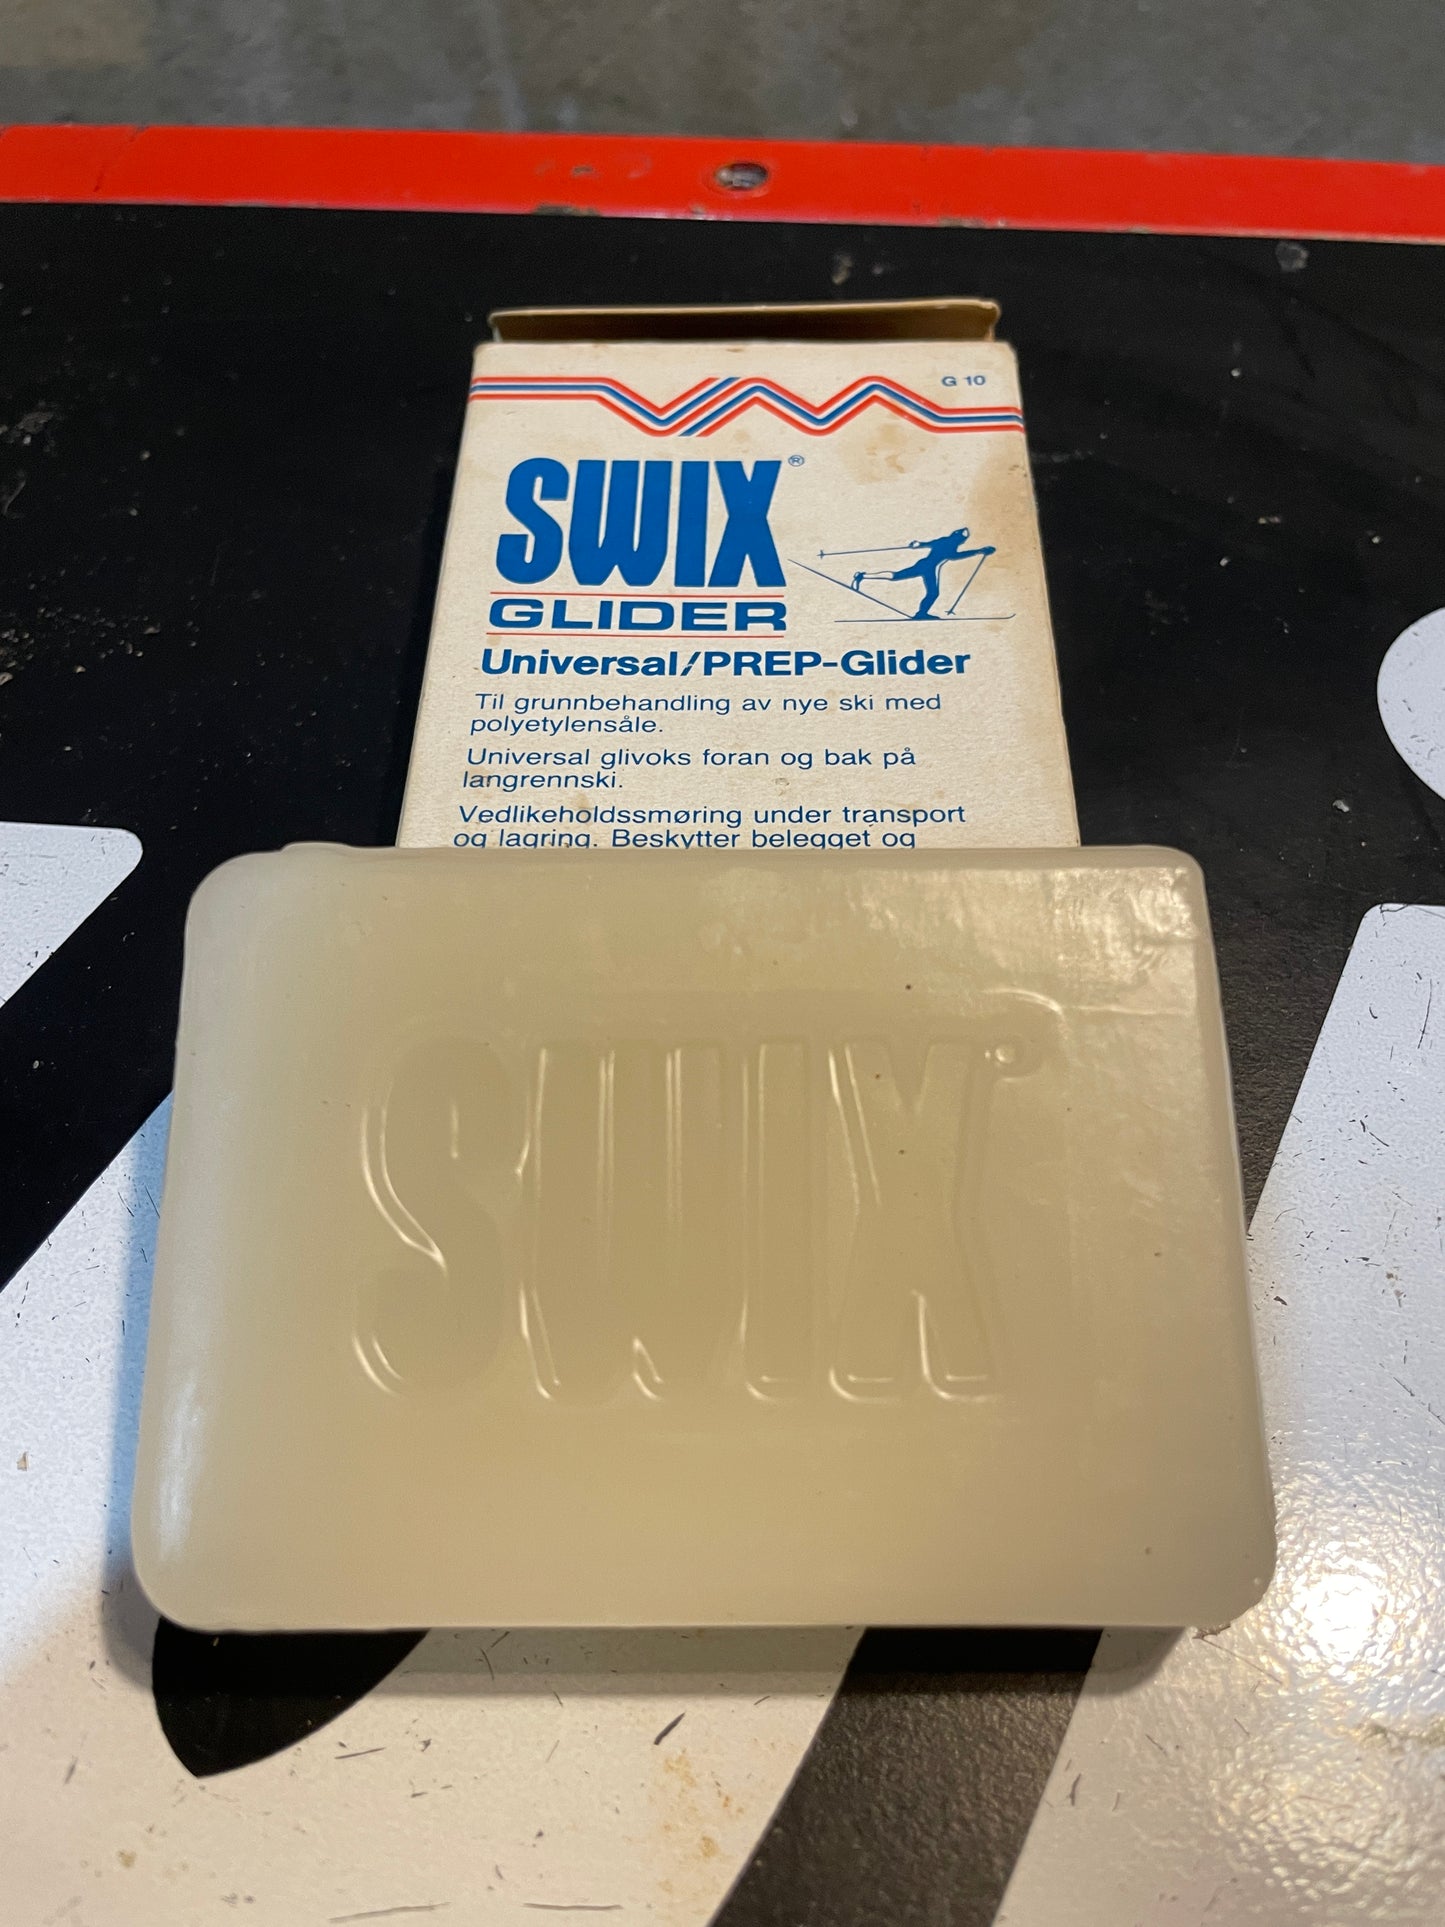 G 10
SWIX®
GLIDER
Universal/PREP-Glider
Til grunnbehandling av nye ski med
polyetylensåle.
Universal glivoks foran og bak på
langrennski.
Vedlikeholdssmøring under transport
og lagring. Beskytter belegget og
SWIX